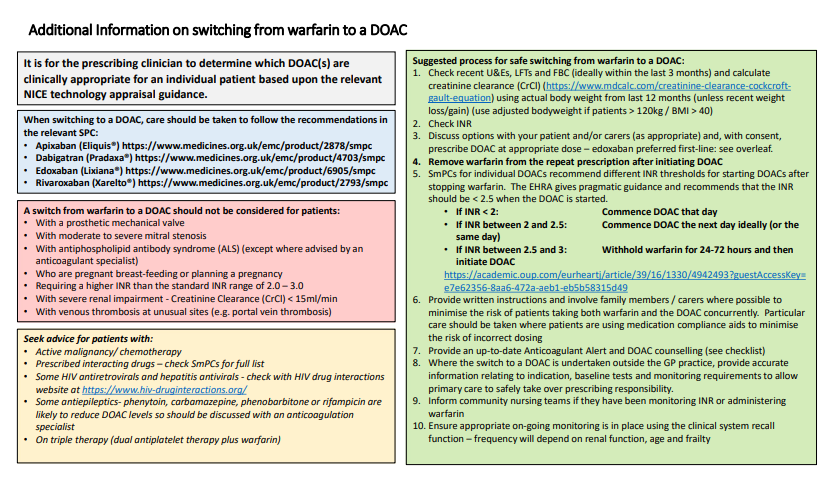 Additional Information on switching from warfarin to a DOAC
It is for the prescribing clinician to determine which DOAC(s) are
clinically appropriate for an individual patient based upon the relevant
NICE technology appraisal guidance.
When switching to a DOAC, care should be taken to follow the recommendations in
the relevant SPC:
• Apixaban (Eliquis®) https://www.medicines.org.uk/emc/product/2878/smpc
• Dabigatran (Pradaxa®) https://www.medicines.org.uk/emc/product/4703/smpc
• Edoxaban (Lixiana®) https://www.medicines.org.uk/emc/product/6905/smpc
• Rivaroxaban (Xarelto®) https://www.medicines.org.uk/emc/product/2793/smpc
A switch from warfarin to a DOAC should not be considered for patients:
• With a prosthetic mechanical valve
• With moderate to severe mitral stenosis
• With antiphospholipid antibody syndrome (ALS) (except where advised by an
anticoagulant specialist)
• Who are pregnant breast-feeding or planning a pregnancy
• Requiring a higher INR than the standard INR range of 2.0 – 3.0
• With severe renal impairment - Creatinine Clearance (CrCl) < 15ml/min
• With venous thrombosis at unusual sites (e.g. portal vein thrombosis)
Seek advice for patients with:
• Active malignancy/ chemotherapy
• Prescribed interacting drugs – check SmPCs for full list
• Some HIV antiretrovirals and hepatitis antivirals - check with HIV drug interactions
website at https://www.hiv-druginteractions.org/
• Some antiepileptics- phenytoin, carbamazepine, phenobarbitone or rifampicin are
likely to reduce DOAC levels so should be discussed with an anticoagulation
specialist
• On triple therapy (dual antiplatelet therapy plus warfarin)
Suggested process for safe switching from warfarin to a DOAC:
1. Check recent U&Es, LFTs and FBC (ideally within the last 3 months) and calculate
creatinine clearance (CrCl) (https://www.mdcalc.com/creatinine-clearance-cockcroft-
gault-equation) using actual body weight from last 12 months (unless recent weight
loss/gain) (use adjusted bodyweight if patients > 120kg / BMI > 40)
2. Check INR
3. Discuss options with your patient and/or carers (as appropriate) and, with consent,
prescribe DOAC at appropriate dose – edoxaban preferred first-line: see overleaf.
4. Remove warfarin from the repeat prescription after initiating DOAC
5. SmPCs for individual DOACs recommend different INR thresholds for starting DOACs after
stopping warfarin. The EHRA gives pragmatic guidance and recommends that the INR
should be < 2.5 when the DOAC is started.
• If INR < 2: Commence DOAC that day
• If INR between 2 and 2.5: Commence DOAC the next day ideally (or the
same day)
• If INR between 2.5 and 3: Withhold warfarin for 24-72 hours and then
initiate DOAC
https://academic.oup.com/eurheartj/article/39/16/1330/4942493?guestAccessKey=
e7e62356-8aa6-472a-aeb1-eb5b58315d49
6. Provide written instructions and involve family members / carers where possible to
minimise the risk of patients taking both warfarin and the DOAC concurrently. Particular
care should be taken where patients are using medication compliance aids to minimise
the risk of incorrect dosing
7. Provide an up-to-date Anticoagulant Alert and DOAC counselling (see checklist)
8. Where the switch to a DOAC is undertaken outside the GP practice, provide accurate
information relating to indication, baseline tests and monitoring requirements to allow
primary care to safely take over prescribing responsibility.
9. Inform community nursing teams if they have been monitoring INR or administering
warfarin
10. Ensure appropriate on-going monitoring is in place using the clinical system recall
function – frequency will depend on renal function, age and frailty